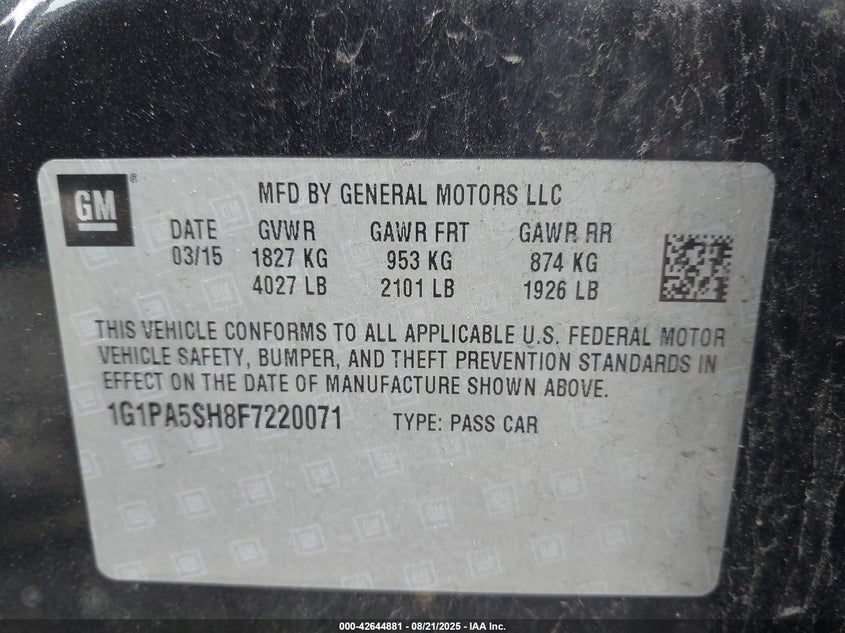 GM®
MFD BY GENERAL MOTORS LLC
DATE GVWR GAWR FRT GAWR RR
03/15 1827 KG 953 KG 874 KG
4027 LB 2101 LB 1926 LB
THIS VEHICLE CONFORMS TO ALL APPLICABLE U.S. FEDERAL MOTOR
VEHICLE SAFETY, BUMPER, AND THEFT PREVENTION STANDARDS IN
EFFECT ON THE DATE OF MANUFACTURE SHOWN ABOVE.
1G1PA5SH8F7220071 TYPE: PASS CAR
000-42644881 - 08/21/2025 - IAA Inc.